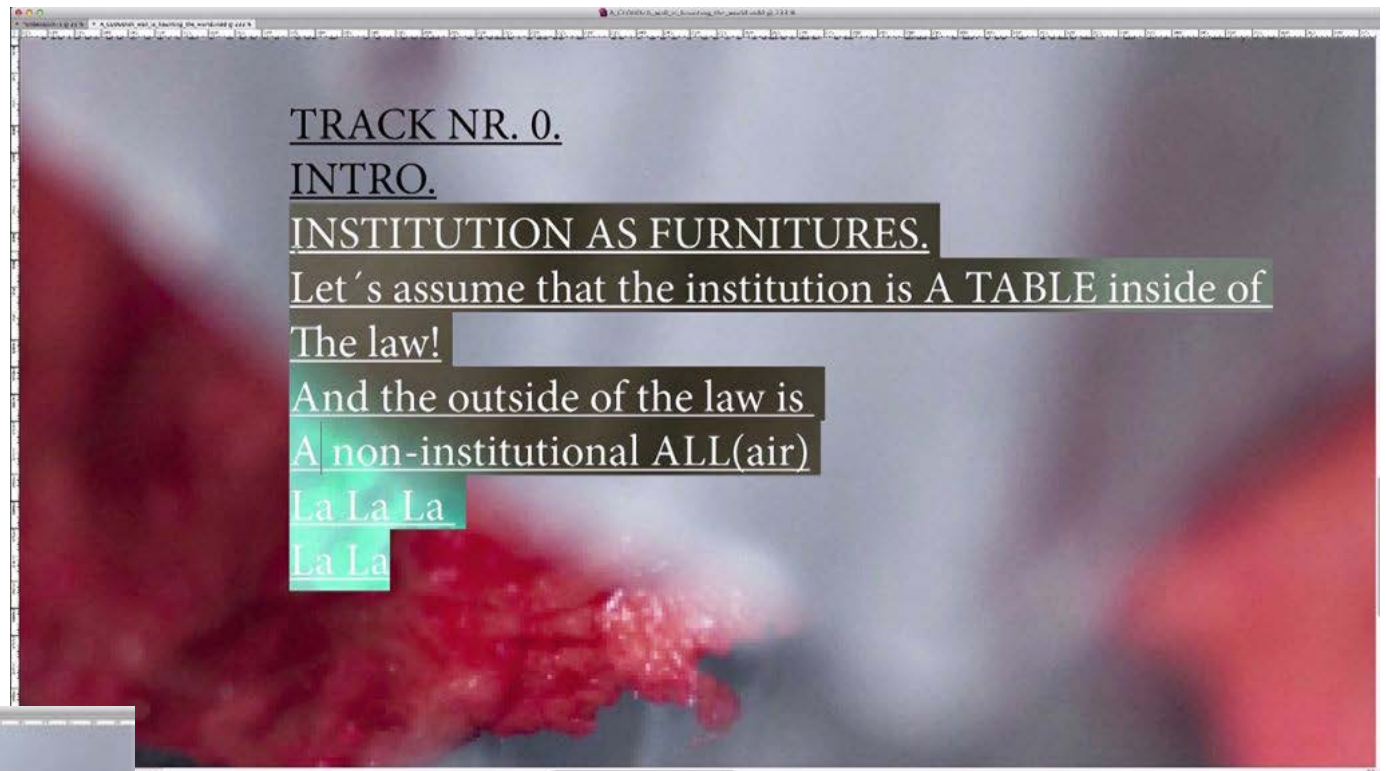 TRACK NR. 0.
INTRO.
INSTITUTION AS FURNITURES.
Let´s assume that the institution is A TABLE inside of
The law!
And the outside of the law is
A non-institutional ALL(air)
La La La
La La